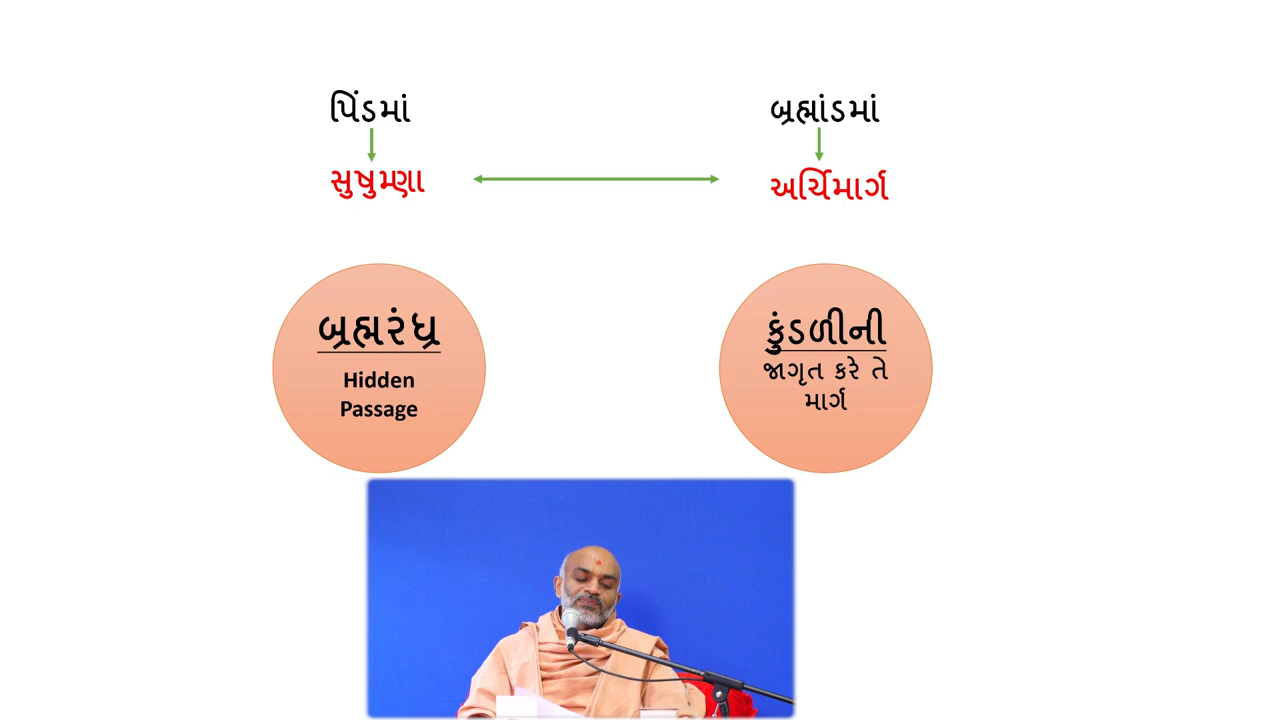 પિંડમાં
બ્રહ્માંડમાં
સુષુમ્ણા
અર્ચિમાર્ગ
બ્રહ્મરંધ્ર
Hidden
Passage
કુંડળીની
જાગૃત કરે તે
માર્ગ